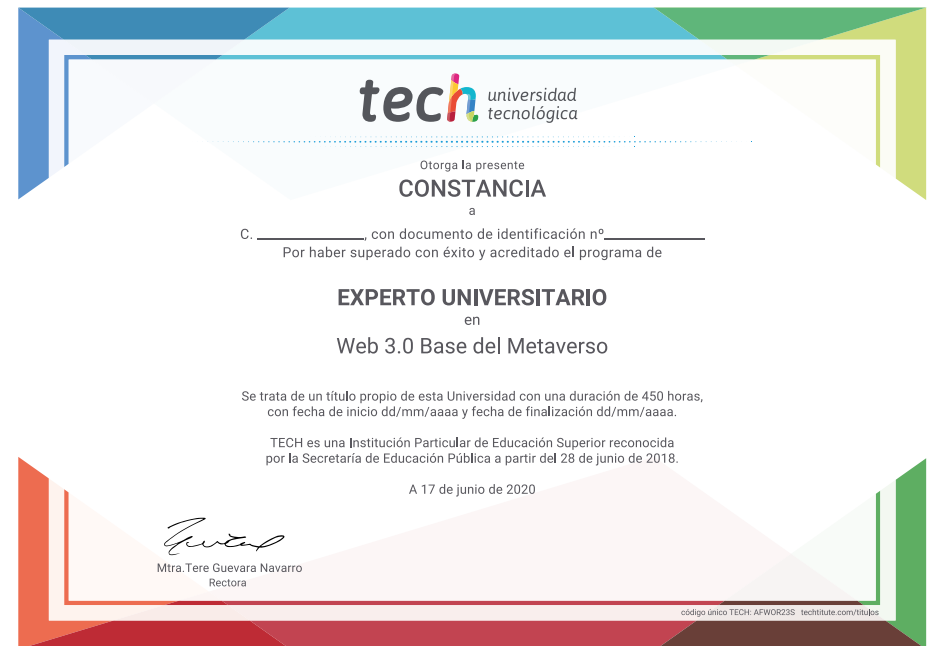 tech universidad
tecnológica
Otorga la presente
CONSTANCIA
a
C. ____________, con documento de identificación nº____________
Por haber superado con éxito y acreditado el programa de
EXPERTO UNIVERSITARIO
en
Web 3.0 Base del Metaverso
Se trata de un título propio de esta Universidad con una duración de 450 horas,
con fecha de inicio dd/mm/aaaa y fecha de finalización dd/mm/aaaa.
TECH es una Institución Particular de Educación Superior reconocida
por la Secretaría de Educación Pública a partir del 28 de junio de 2018.
A 17 de junio de 2020
Mtra.Tere Guevara Navarro
Rectora
código único TECH: AFWOR23S techtitute.com/titulos